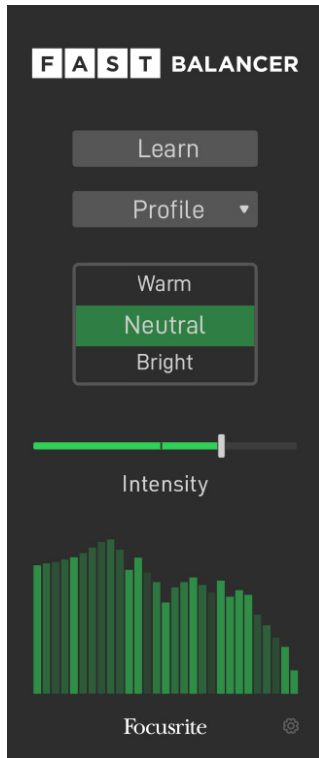 FAST BALANCER
Learn
Profile
Warm
Neutral
Bright
Intensity
Focusrite